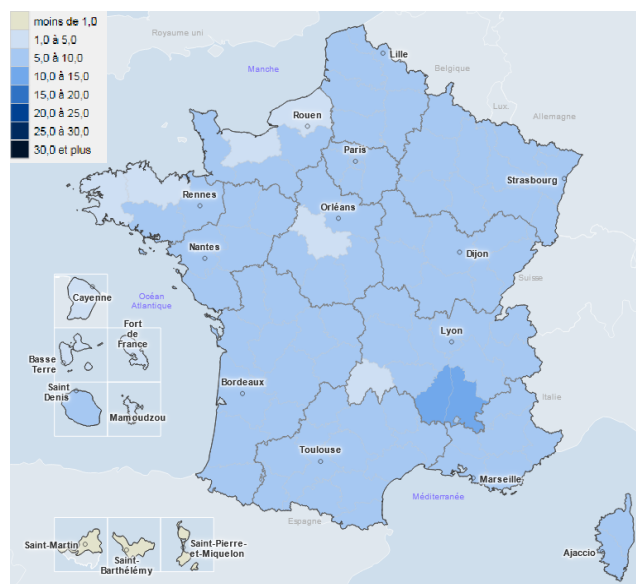 moins de 1,0
1,0 à 5,0
5,0 à 10,0
10,0 à 15,0
15,0 à 20,0
20,0 à 25,0
25,0 à 30,0
30,0 et plus
Royaume uni
Manche
Lille
Belgique
Lux.
Allemagne
Rouen
Paris
Strasbourg
Rennes
Orléans
Nantes
Dijon
Suisse
Cayenne
Océan
Atlantique
Fort
de
France
Basse
Terre
Lyon
Saint
Denis
Mamoudzou
Bordeaux
Italie
Toulouse
Marseille
Méditerranée
Espagne
Saint-Martin
Saint-
Barthélémy
Saint-Pierre
et-Miquelon
Ajaccio